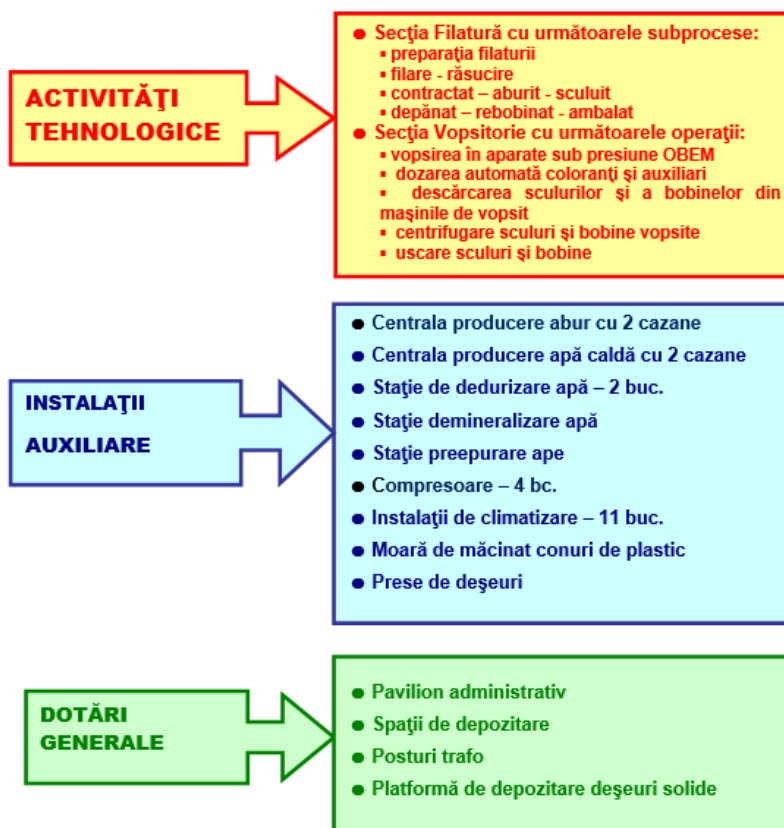 ACTIVITĂŢI
TEHNOLOGICE
● Secţia Filatură cu următoarele subprocese:
▪ preparaţia filaturii
▪ filare - răsucire
▪ contractat – aburit - sculuit
▪ depănat – rebobinat - ambalat
● Secţia Vopsitorie cu următoarele operaţii:
▪ vopsirea în aparate sub presiune OBEM
▪ dozarea automată coloranţi şi auxiliari
▪ descărcarea sculurilor şi a bobinelor din
maşinile de vopsit
▪ centrifugare sculuri şi bobine vopsite
▪ uscare sculuri şi bobine
INSTALAŢII
AUXILIARE
● Centrala producere abur cu 2 cazane
● Centrala producere apă caldă cu 2 cazane
● Staţie de dedurizare apă – 2 buc.
● Staţie demineralizare apă
● Staţie preepurare ape
● Compresoare – 4 bc.
● Instalaţii de climatizare – 11 buc.
● Moară de măcinat conuri de plastic
● Prese de deşeuri
DOTĂRI
GENERALE
● Pavilion administrativ
● Spaţii de depozitare
● Posturi trafo
● Platformă de depozitare deşeuri solide